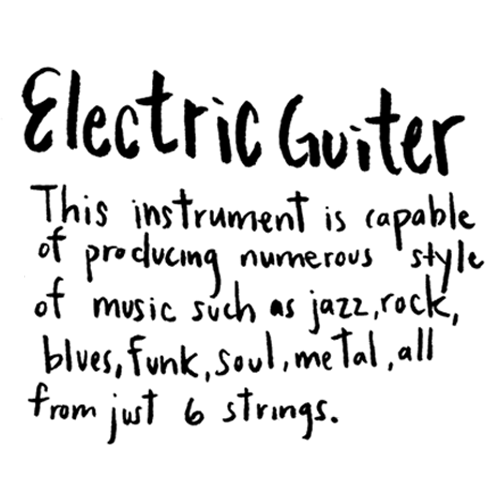 Electric Guiter
This instrument is capable
of producing numerous style
of music such as jazz,rock,
blues,funk,soul,metal,all
from just 6 strings.